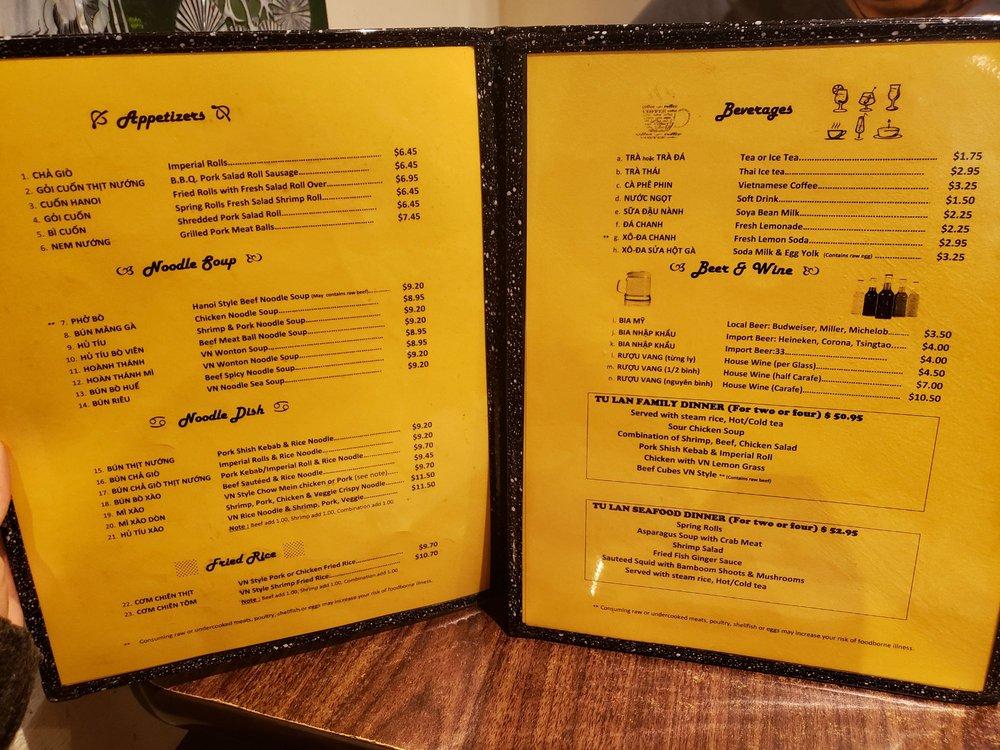 Appetizers
1. CHẢ GIÒ Imperial Rolls $6.45
2. GỎI CUỐN THỊT NƯỚNG B.B.Q. Pork Salad Roll Sausage $6.45
3. CUỐN HANOI Fried Rolls with Fresh Salad Roll Over $6.95
4. GỎI CUỐN Spring Rolls Fresh Salad Shrimp Roll $6.45
5. BÌ CUỐN Shredded Pork Salad Roll $6.45
6. NEM NƯỚNG Grilled Pork Meat Balls $7.45
Noodle Soup
** 7. PHỞ BÒ Hanoi Style Beef Noodle Soup (May contains raw beef) $9.20
8. BÚN MĂNG GÀ Chicken Noodle Soup $8.95
9. HỦ TÍU Shrimp & Pork Noodle Soup $9.20
10. HỦ TÍU BÒ VIÊN Beef Meat Ball Noodle Soup $9.20
11. HOÀNH THÁNH VN Wonton Soup $8.95
12. HOÀN THÁNH MÌ VN Wonton Noodle Soup $9.20
13. BÚN BÒ HUẾ Beef Spicy Noodle Soup
14. BÚN RIÊU VN Noodle Sea Soup
Noodle Dish
15. BÚN THỊT NƯỚNG Pork Shish Kebab & Rice Noodle $9.20
16. BÚN CHẢ GIÒ Imperial Rolls & Rice Noodle $9.20
17. BÚN CHẢ GIÒ THỊT NƯỚNG Pork Kebab/Imperial Roll & Rice Noodle $9.70
18. BÚN BÒ XÀO Beef Sautéed & Rice Noodle $9.45
19. MÌ XÀO VN Style Chow Mein chicken or Pork (see note) $9.70
20. MÌ XÀO DÒN Shrimp, Pork, Chicken & Veggie Crispy Noodle $11.50
21. HỦ TÍU XÀO VN Rice Noodle & Shrimp, Pork, Veggie $11.50
Note : Beef add 1.00, Shrimp add 1.00, Combination add 1.00
Fried Rice
22. CƠM CHIÊN THỊT VN Style Pork or Chicken Fried Rice $9.70
23. CƠM CHIÊN TÔM VN Style Shrimp Fried Rice $10.70
Note : Beef add 1.00, Shrimp add 1.00, Combination add 1.00
** Consuming raw or undercooked meats, poultry, shellfish or eggs may increase your risk of foodborne illness.
Beverages
a. TRÀ hoặc TRÀ ĐÁ Tea or Ice Tea $1.75
b. TRÀ THÁI Thai Ice tea $2.95
c. CÀ PHÊ PHIN Vietnamese Coffee $3.25
d. NƯỚC NGỌT Soft Drink $1.50
e. SỮA ĐẬU NÀNH Soya Bean Milk $2.25
f. ĐÁ CHANH Fresh Lemonade $2.25
** g. XÔ-ĐA CHANH Fresh Lemon Soda $2.95
h. XÔ-ĐA SỮA HỘT GÀ Soda Milk & Egg Yolk (Contains raw egg) $3.25
Beer & Wine
i. BIA MỸ Local Beer: Budweiser, Miller, Michelob $3.50
j. BIA NHẬP KHẨU Import Beer: Heineken, Corona, Tsingtao $4.00
k. BIA NHẬP KHẨU Import Beer:33 $4.00
l. RƯỢU VANG (từng ly) House Wine (per Glass) $4.50
m. RƯỢU VANG (1/2 bình) House Wine (half Carafe) $7.00
n. RƯỢU VANG (nguyên bình) House Wine (Carafe) $10.50
TU LAN FAMILY DINNER (For two or four) $ 50.95
Served with steam rice, Hot/Cold tea
Sour Chicken Soup
Combination of Shrimp, Beef, Chicken Salad
Pork Shish Kebab & Imperial Roll
Chicken with VN Lemon Grass
Beef Cubes VN Style ** (Contains raw beef)
TU LAN SEAFOOD DINNER (For two or four) $ 52.95
Spring Rolls
Asparagus Soup with Crab Meat
Shrimp Salad
Fried Fish Ginger Sauce
Sauteed Squid with Bamboom Shoots & Mushrooms
Served with steam rice, Hot/Cold tea
** Consuming raw or undercooked meats, poultry, shellfish or eggs may increase your risk of foodborne illness.